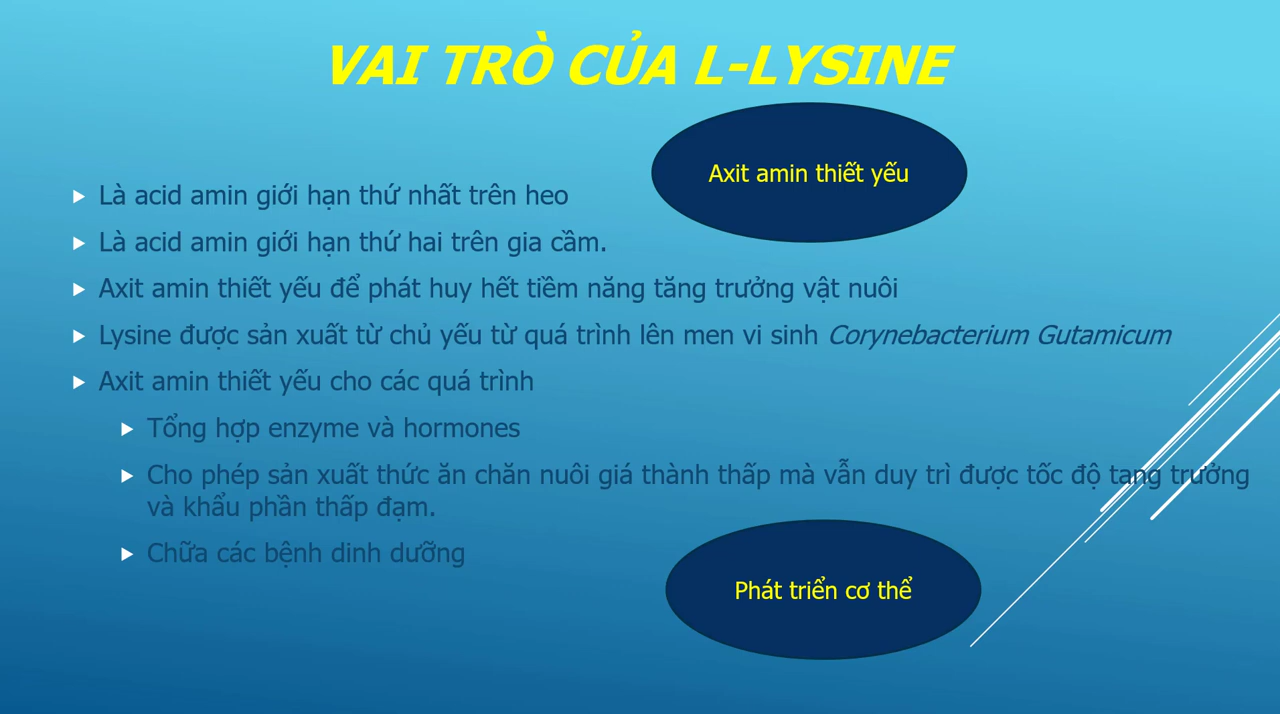 VAI TRÒ CỦA L-LYSINE
Axit amin thiết yếu
Là acid amin giới hạn thứ nhất trên heo
Là acid amin giới hạn thứ hai trên gia cầm.
Axit amin thiết yếu để phát huy hết tiềm năng tăng trưởng vật nuôi
Lysine được sản xuất từ chủ yếu từ quá trình lên men vi sinh Corynebacterium Gutamicum
Axit amin thiết yếu cho các quá trình
Tổng hợp enzyme và hormones
Cho phép sản xuất thức ăn chăn nuôi giá thành thấp mà vẫn duy trì được tốc độ tang trưởng
và khẩu phần thấp đạm.
Chữa các bệnh dinh dưỡng
Phát triển cơ thể